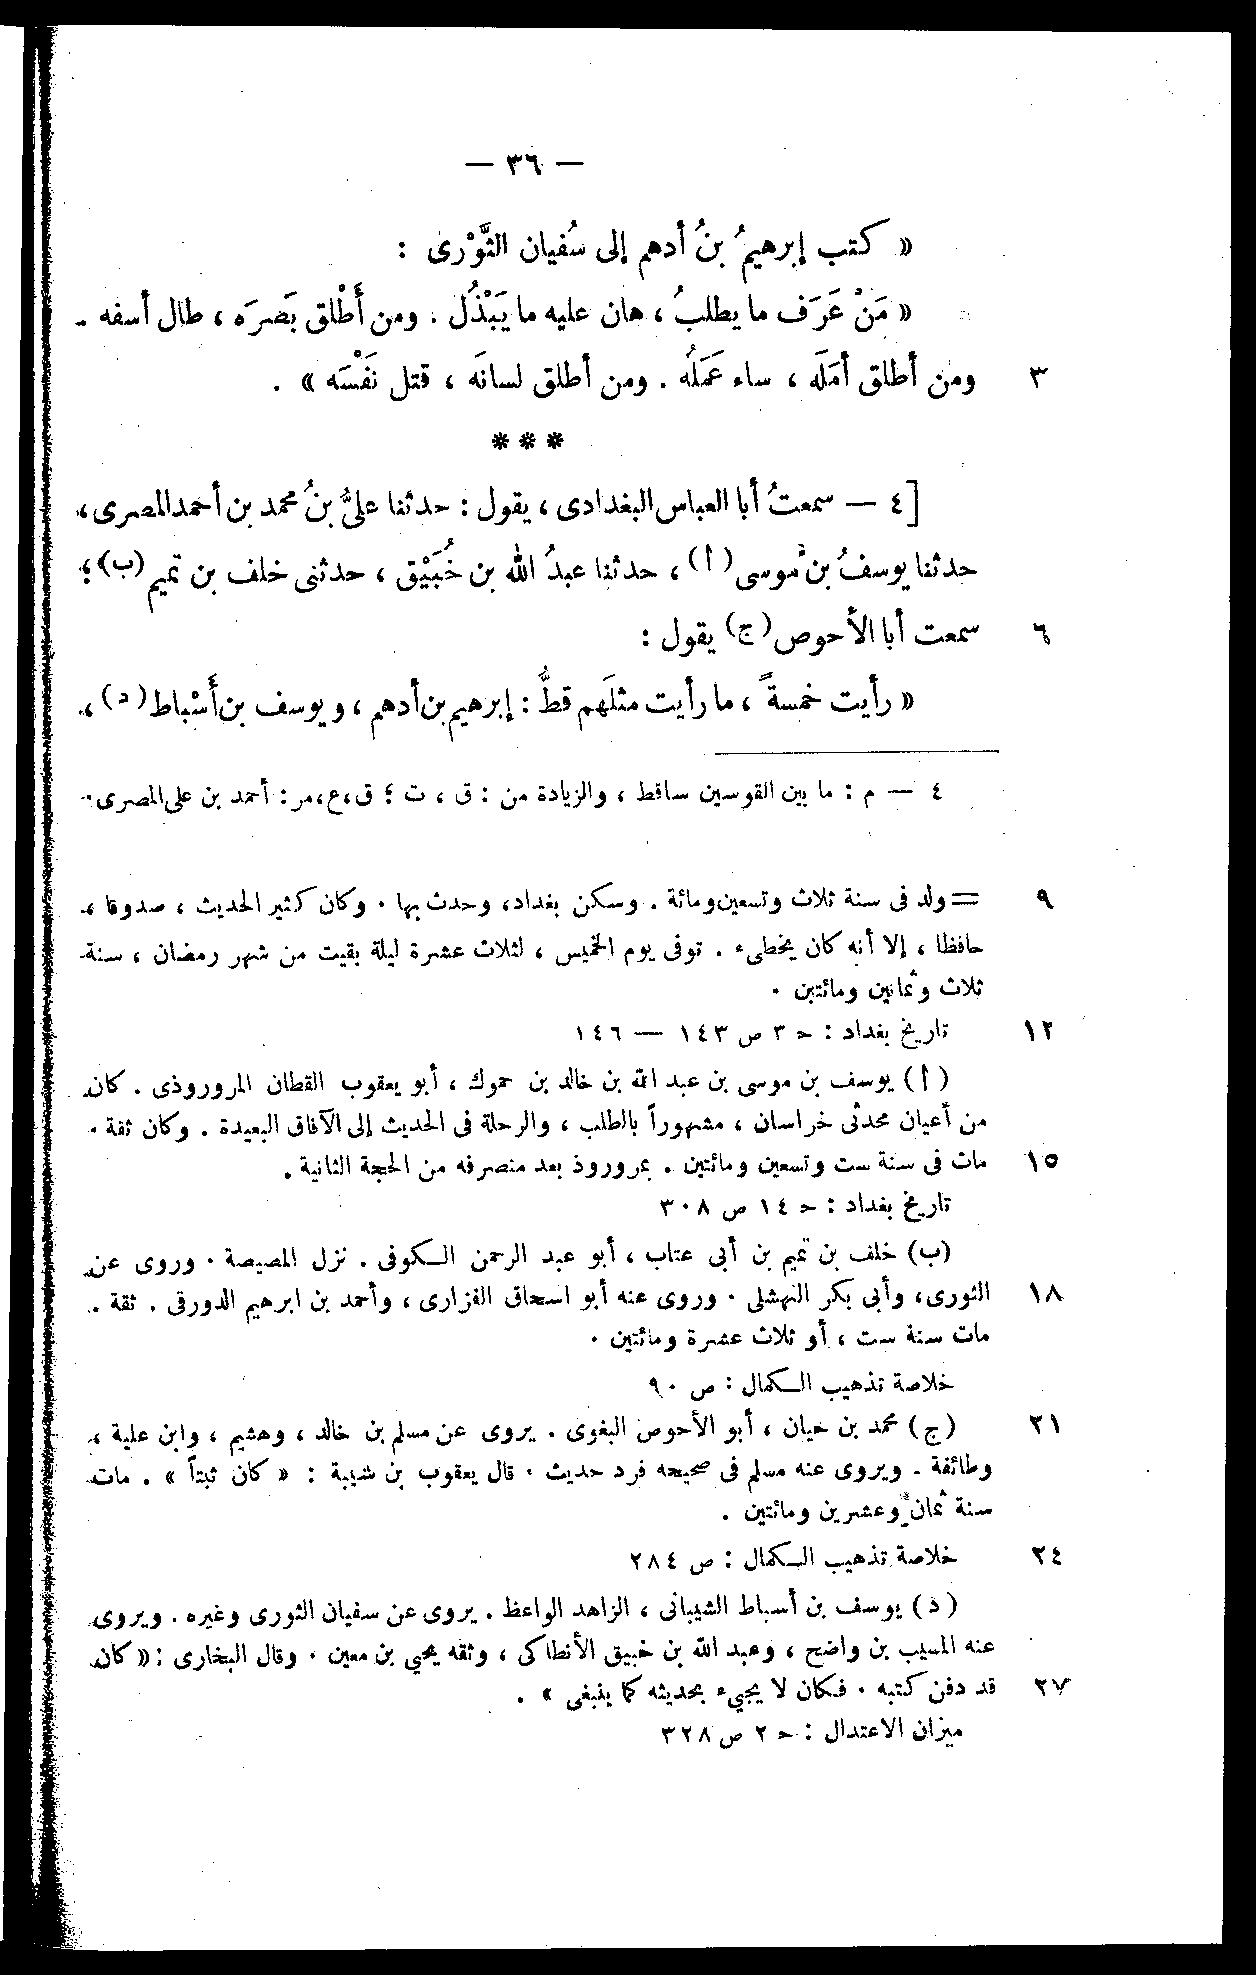 — ٣٦ —
« كتب إبرهيمُ بنُ أدهم إلى سُفيان الثَّوْرى :
« مَنْ عَرَف ما يطلبُ ، هان عليه ما يَبْذُل . ومن أَطْلق بَصرَه ، طال أسفه .
٣ ومن أطلق أمَلَه ، ساء عَمَلُه . ومن أطلق لسانَه ، قتل نَفْسَه » .
***
[٤ — سمعتُ أبا العباس البغدادى ، يقول : حدثنا علىُّ بنُ محمد بن أحمد المصرى ،
حدثنا يوسفُ بن موسى (أ) ، حدثنا عبدُ الله بن خُبَيْق ، حدثنى خلف بن تميم (ب) ؛
٦ سمعت أبا الأحوص (ج) يقول :
« رأيت خمسةً ، ما رأيت مثلَهم قطُّ : إبرهيم بن أدهم ، ويوسف بن أَسْباط (د) ،
٤ — م : ما بين القوسين ساقط ، والزيادة من : ق ، ت ؛ ق ، ع ، مر : أحمد بن على المصرى
٩ = ولد فى سنة ثلاث وتسعين ومائة . وسكن بغداد ، وحدث بها . وكان كثير الحديث ، صدوقا ،
حافظا ، إلا أنه كان يخطىء . توفى يوم الخميس ، لثلاث عشرة ليلة بقيت من شهر رمضان ، سنة
ثلاث وثمانين ومائتين .
١٢ تاريخ بغداد : حـ ٣ ص ١٤٣ — ١٤٦
(أ) يوسف بن موسى بن عبد الله بن خالد بن حموك ، أبو يعقوب القطان المروروذى . كان
من أعيان محدثى خراسان ، مشهوراً بالطلب ، والرحلة فى الحديث إلى الآفاق البعيدة . وكان ثقة .
١٥ مات فى سنة ست وتسعين ومائتين . بمروروذ بعد منصرفه من الحجة الثانية .
تاريخ بغداد : حـ ١٤ ص ٣٠٨
(ب) خلف بن تميم بن أبى عتاب ، أبو عبد الرحمن الكوفى . نزل المصيصة . وروى عن
١٨ الثورى ، وأبى بكر النهشلى . وروى عنه أبو اسحاق الفزارى ، وأحمد بن ابرهيم الدورقى . ثقة .
مات سنة ست ، أو ثلاث عشرة ومائتين .
خلاصة تذهيب الكمال : ص ٩٠
٢١ (ج) محمد بن حيان ، أبو الأحوص البغوى . يروى عن مسلم بن خالد ، وهشيم ، وابن علية ،
وطائفة . ويروى عنه مسلم فى صحيحه فرد حديث . قال يعقوب بن شيبة : « كان ثبتاً » . مات
سنة ثمان وعشرين ومائتين .
٢٤ خلاصة تذهيب الكمال : ص ٢٨٤
(د) يوسف بن أسباط الشيبانى ، الزاهد الواعظ . يروى عن سفيان الثورى وغيره . ويروى
عنه المسيب بن واضح ، وعبد الله بن خبيق الأنطاكى ، وثقه يحيي بن معين . وقال البخارى : « كان
٢٧ قد دفن كتبه . فكان لا يجيىء بحديثه كما ينبغى » .
ميزان الاعتدال : حـ ٢ ص ٣٢٨